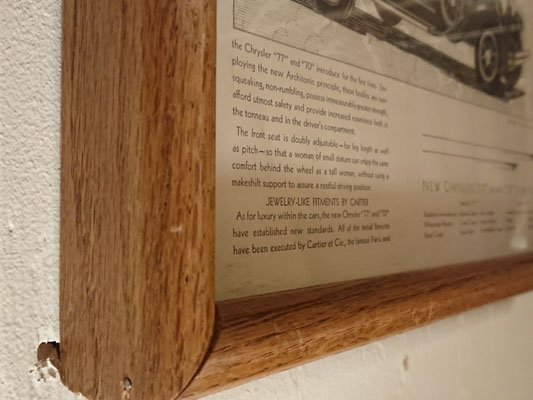 the Chrysler "77" and "70" introduce for the first time. Em-
ploying the new Architonic principle, these bodies are non-
squeaking, non-rumbling, possess immeasurably greater strength,
afford utmost safety and provide increased roominess both in
the tonneau and in the driver's compartment.
The front seat is doubly adjustable—for leg length as well
as pitch—so that a woman of small stature can enjoy the same
comfort behind the wheel as a tall woman, without using a
makeshift support to assure a restful driving position.
JEWELRY-LIKE FITMENTS BY CARTIER
As for luxury within the cars, the new Chrysler "77" and "70"
have established new standards. All of the metal fitments
have been executed by Cartier et Cie., the famous Paris and
NEW CHRYSLER